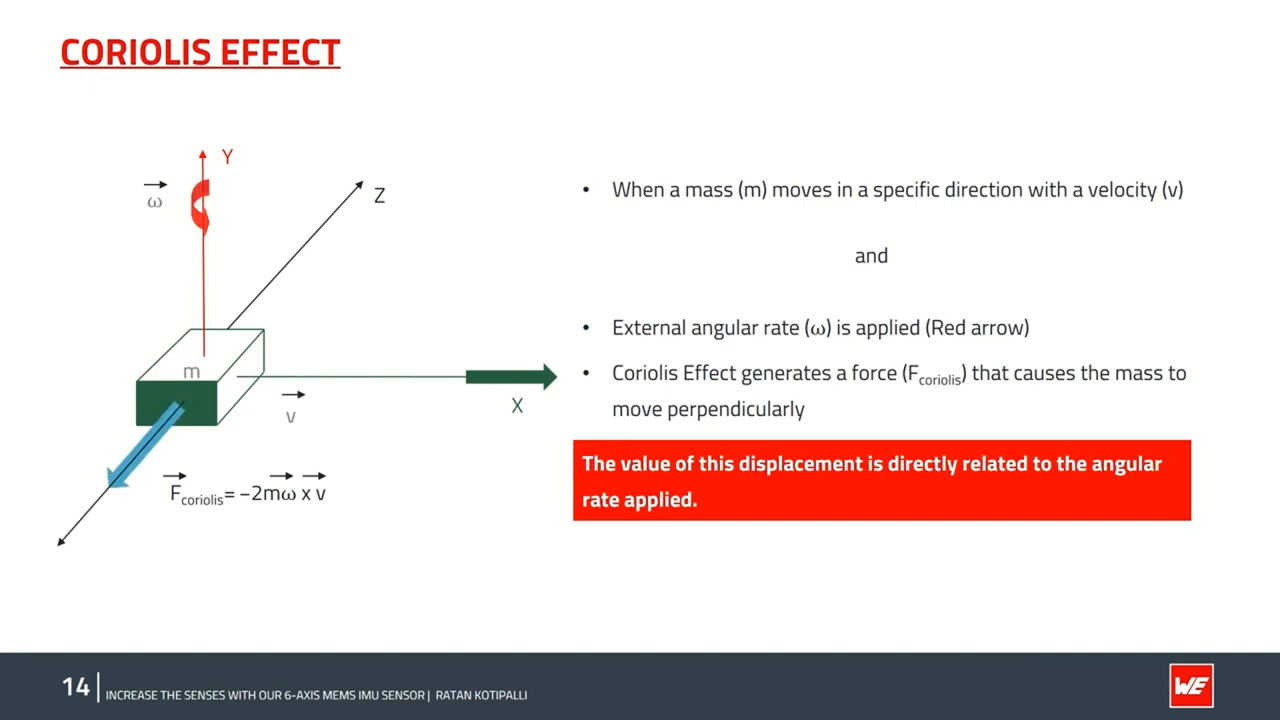 CORIOLIS EFFECT
Y
ω
Z
m
X
v
F coriolis = −2mω x v
• When a mass (m) moves in a specific direction with a velocity (v)
and
• External angular rate (ω) is applied (Red arrow)
• Coriolis Effect generates a force (Fcoriolis) that causes the mass to
move perpendicularly
The value of this displacement is directly related to the angular
rate applied.
14 | INCREASE THE SENSES WITH OUR 6-AXIS MEMS IMU SENSOR | RATAN KOTIPALLI
WE